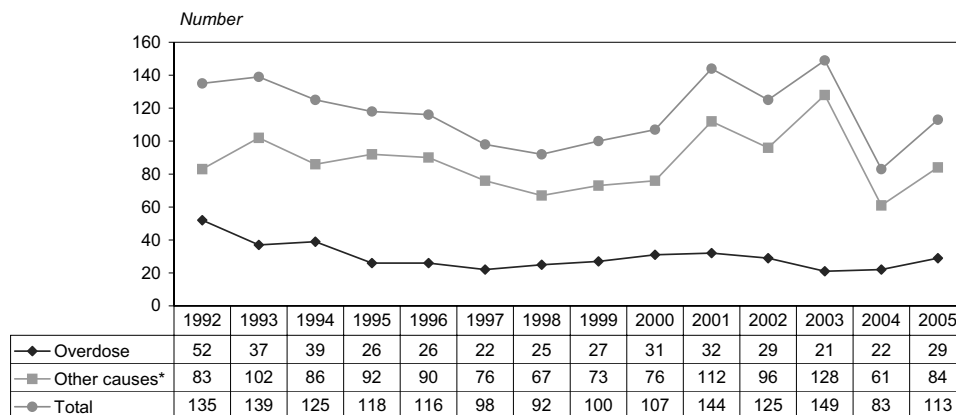 Number
160
140
120
100
80
60
40
20
0
1992 1993 1994 1995 1996 1997 1998 1999 2000 2001 2002 2003 2004 2005
Overdose 52 37 39 26 26 22 25 27 31 32 29 21 22 29
Other causes* 83 102 86 92 90 76 67 73 76 112 96 128 61 84
Total 135 139 125 118 116 98 92 100 107 144 125 149 83 113